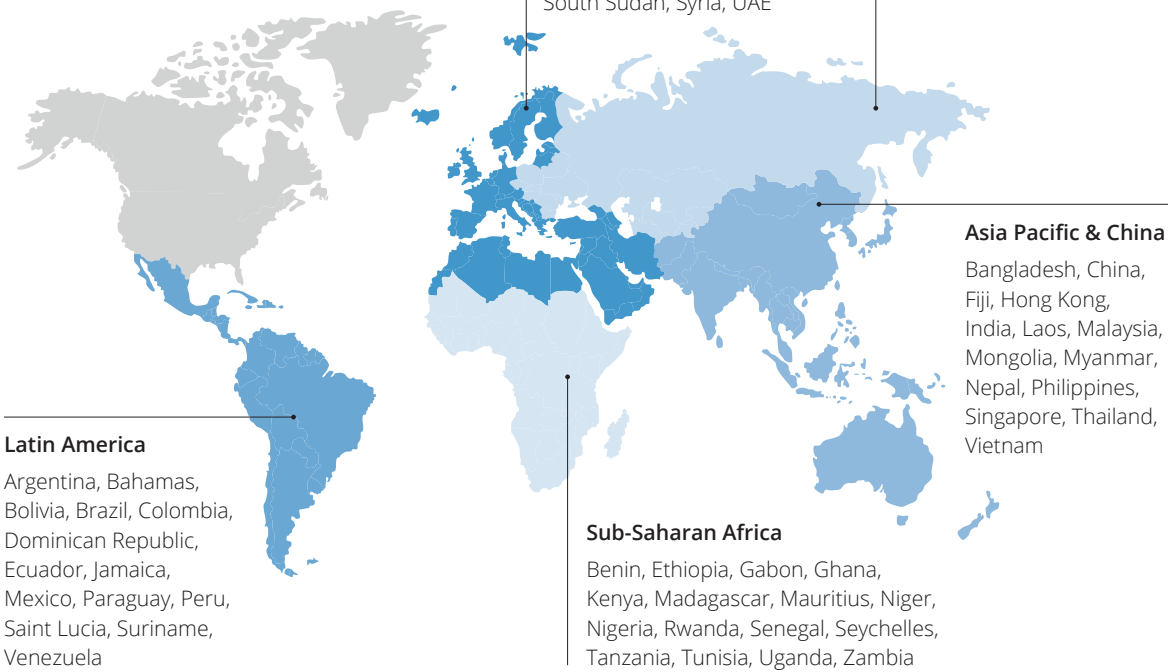 South Sudan, Syria, UAE
Asia Pacific & China
Bangladesh, China,
Fiji, Hong Kong,
India, Laos, Malaysia,
Mongolia, Myanmar,
Nepal, Philippines,
Singapore, Thailand,
Vietnam
Latin America
Argentina, Bahamas,
Bolivia, Brazil, Colombia,
Dominican Republic,
Ecuador, Jamaica,
Mexico, Paraguay, Peru,
Saint Lucia, Suriname,
Venezuela
Sub-Saharan Africa
Benin, Ethiopia, Gabon, Ghana,
Kenya, Madagascar, Mauritius, Niger,
Nigeria, Rwanda, Senegal, Seychelles,
Tanzania, Tunisia, Uganda, Zambia